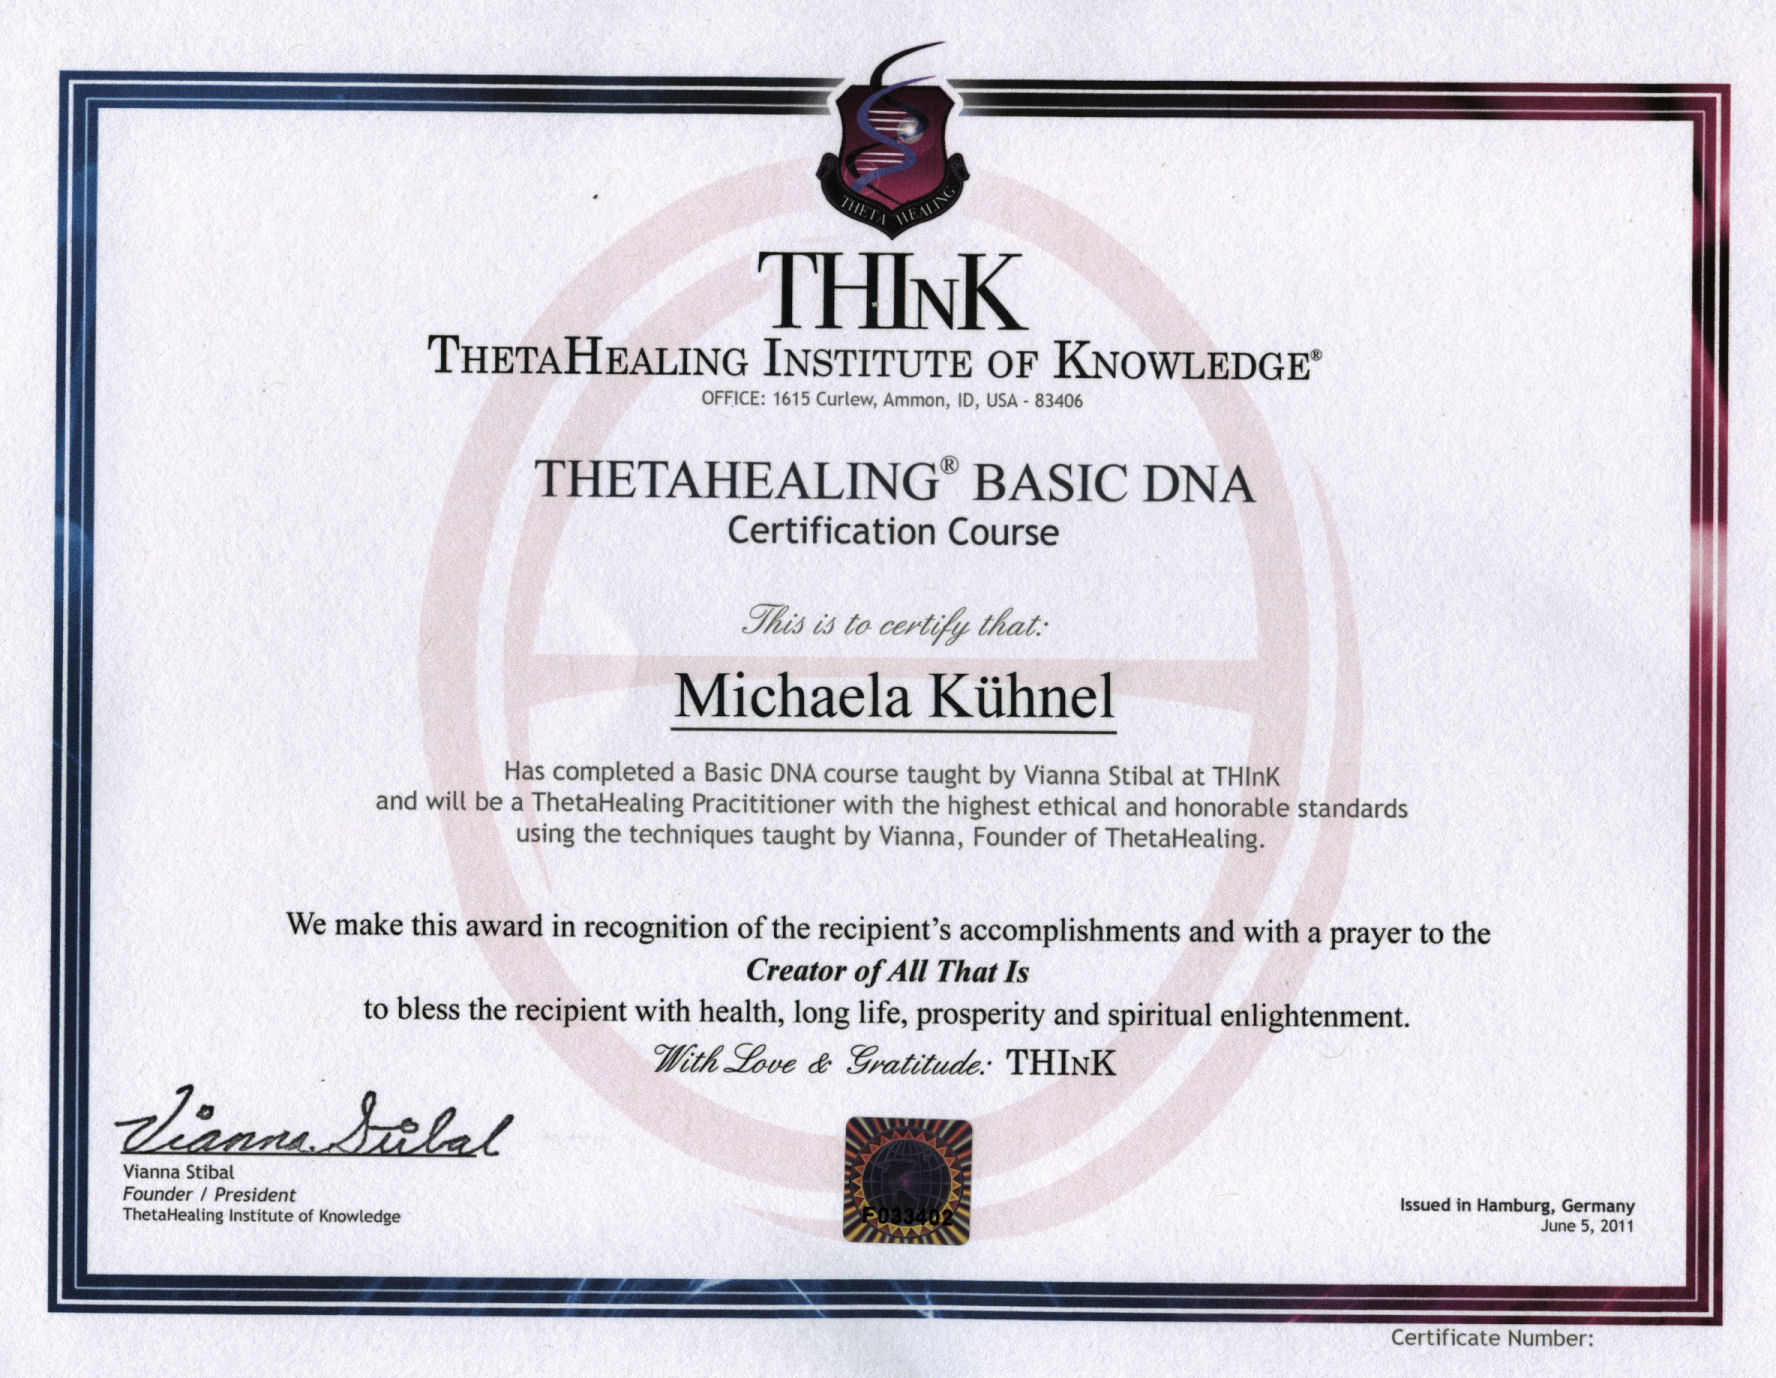 THETA HEALING
THInK
THETAHEALING INSTITUTE OF KNOWLEDGE®
OFFICE: 1615 Curlew, Ammon, ID, USA - 83406
THETAHEALING® BASIC DNA
Certification Course
This is to certify that:
Michaela Kühnel
Has completed a Basic DNA course taught by Vianna Stibal at THInK
and will be a ThetaHealing Pracititioner with the highest ethical and honorable standards
using the techniques taught by Vianna, Founder of ThetaHealing.
We make this award in recognition of the recipient's accomplishments and with a prayer to the
Creator of All That Is
to bless the recipient with health, long life, prosperity and spiritual enlightenment.
With Love & Gratitude: THInK
Vianna Stibal
Vianna Stibal
Founder / President
ThetaHealing Institute of Knowledge
F033402
Issued in Hamburg, Germany
June 5, 2011
Certificate Number: